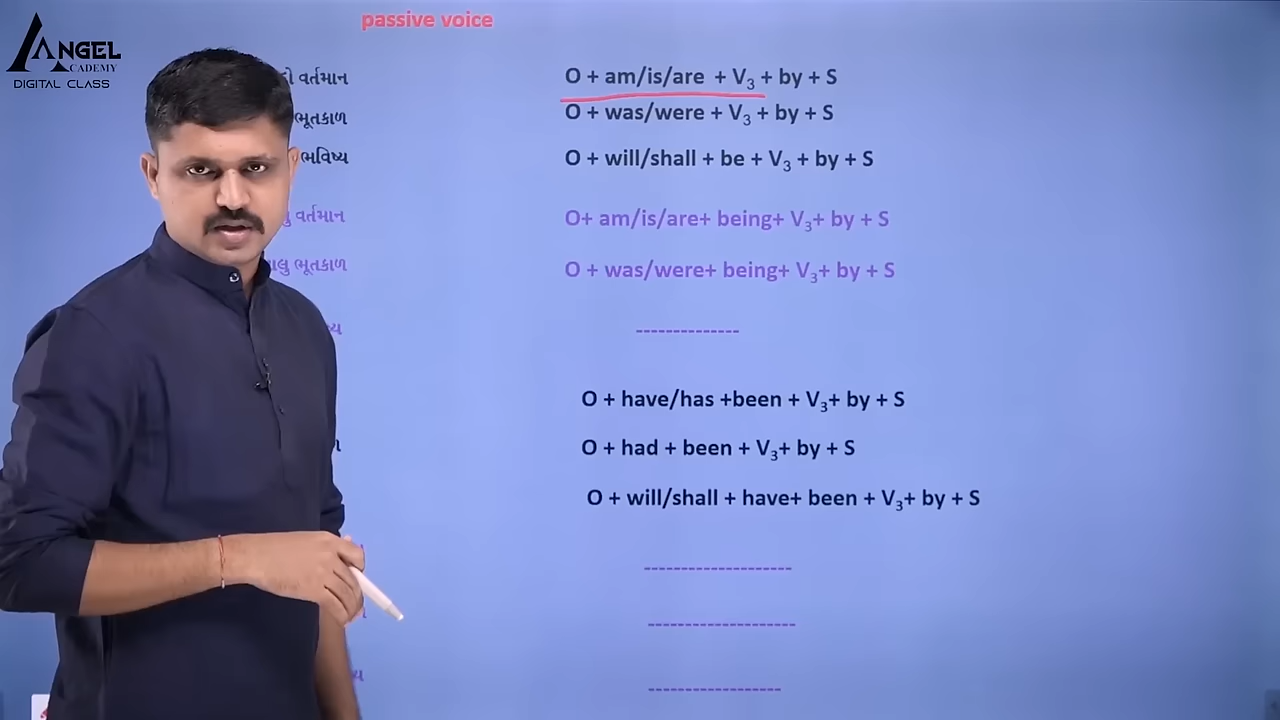 passive voice
ANGEL
ACADEMY
DIGITAL CLASS
વર્તમાન O + am/is/are + V₃ + by + S
ભૂતકાળ O + was/were + V₃ + by + S
ભવિષ્ય O + will/shall + be + V₃ + by + S
વર્તમાન O+ am/is/are+ being+ V₃+ by + S
ભૂતકાળ O + was/were+ being+ V₃+ by + S
--------------
O + have/has +been + V₃+ by + S
O + had + been + V₃+ by + S
O + will/shall + have+ been + V₃+ by + S
--------------------
--------------------
------------------